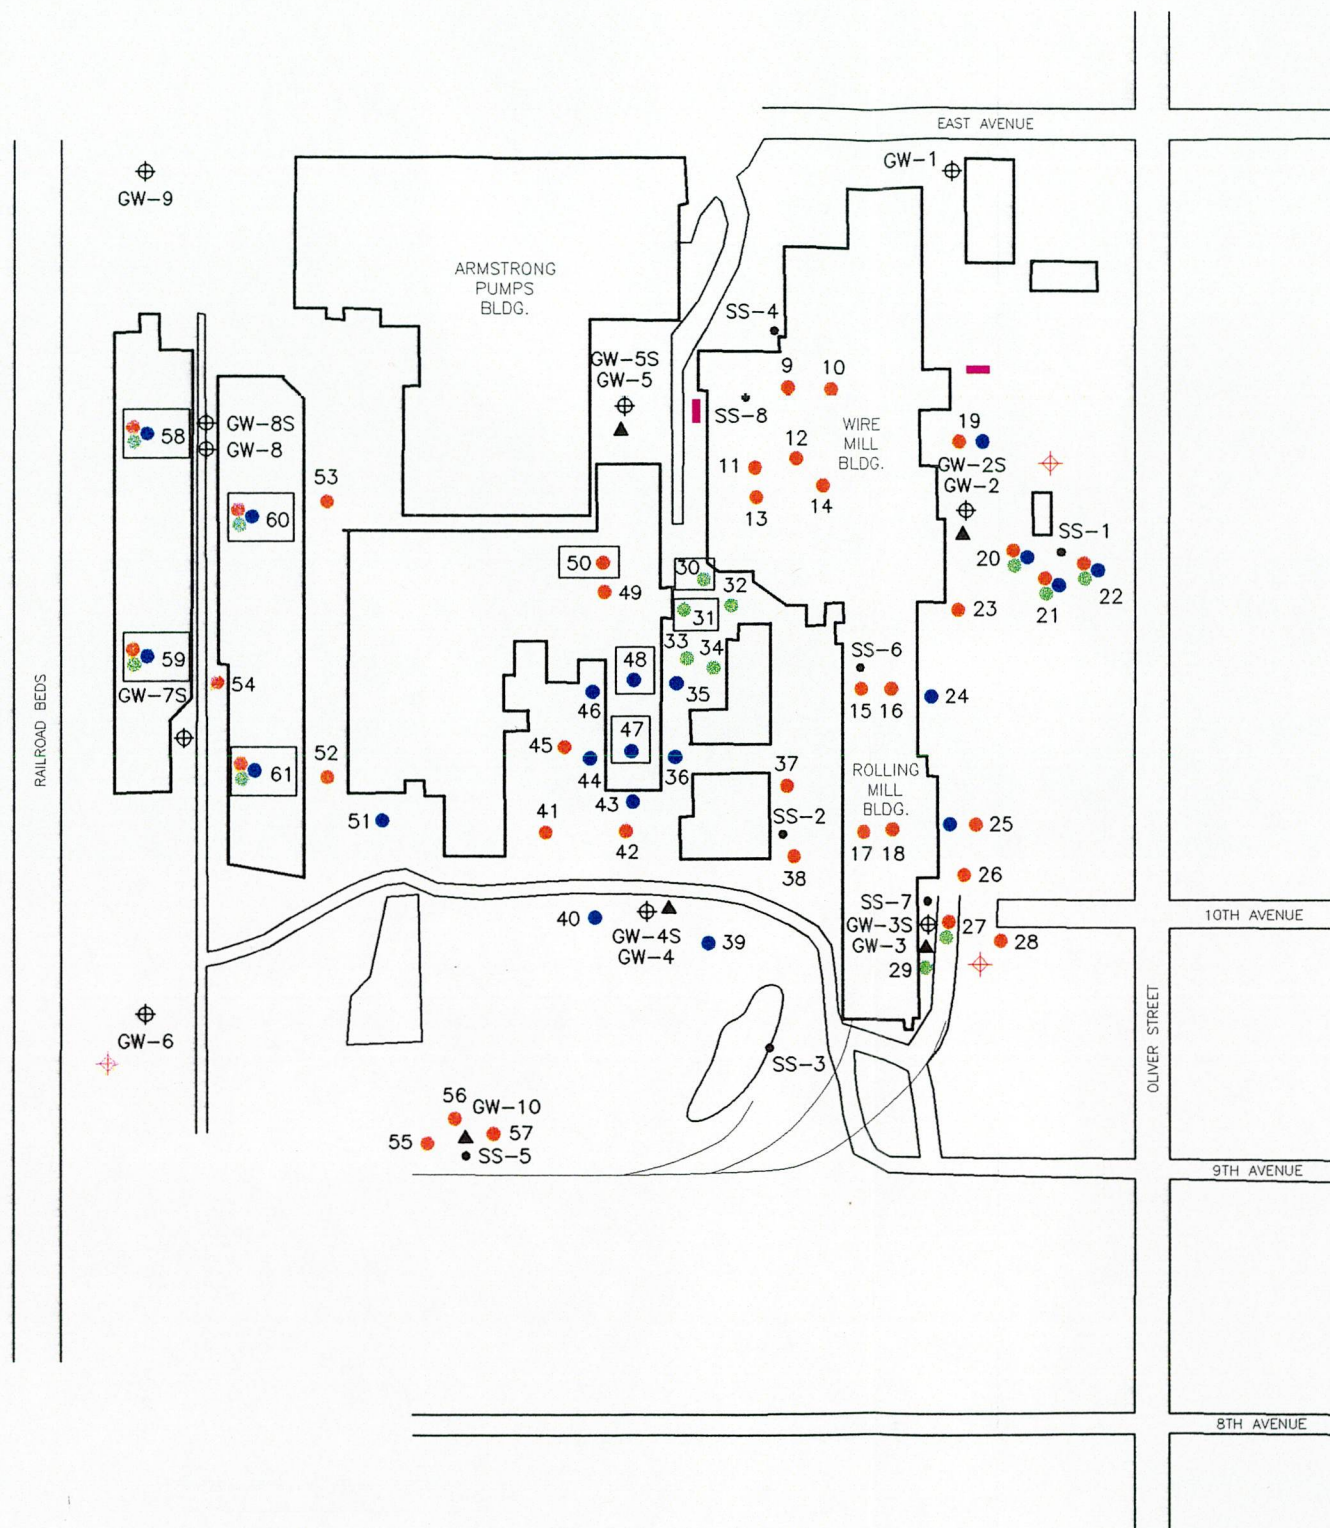 EAST AVENUE
GW-1
GW-9
ARMSTRONG
PUMPS
BLDG.
SS-4
GW-5S
GW-5
9
10
SS-8
WIRE
MILL
BLDG.
19
GW-8S
58
GW-8
12
11
GW-2S
GW-2
53
14
13
60
SS-1
20
50
30
32
22
49
31
21
23
33
34
SS-6
59
48
GW-7S
54
35
24
46
15
16
RAILROAD BEDS
47
45
52
44
36
37
ROLLING
MILL
BLDG.
61
43
51
41
SS-2
25
42
17
18
38
26
SS-7
10TH AVENUE
40
GW-3S
27
GW-4S
39
GW-3
28
GW-4
29
OLIVER STREET
GW-6
SS-3
56
GW-10
57
55
SS-5
9TH AVENUE
8TH AVENUE